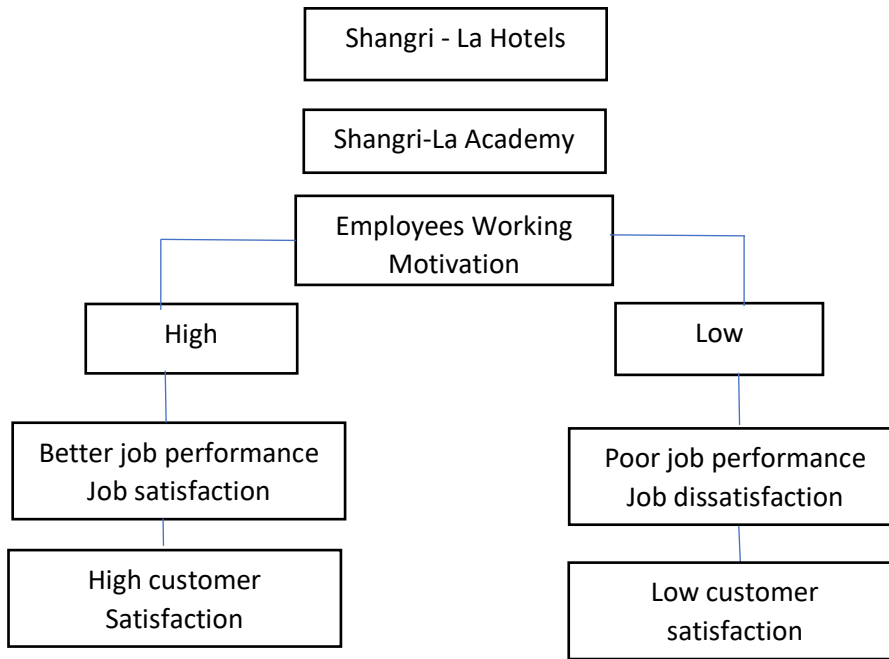 Shangri - La Hotels
Shangri-La Academy
Employees Working
Motivation
High
Low
Better job performance
Job satisfaction
Poor job performance
Job dissatisfaction
High customer
Satisfaction
Low customer
satisfaction